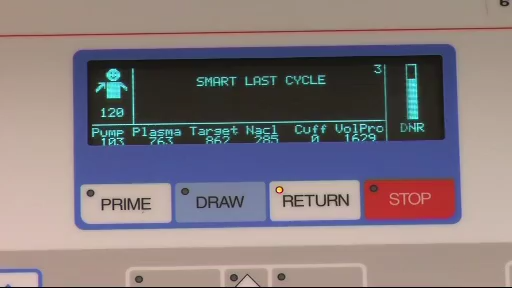 3
SMART LAST CYCLE
120
Pump Plasma Target Nacl Cuff VolPro DNR
103 763 862 285 0 1629
PRIME DRAW RETURN STOP